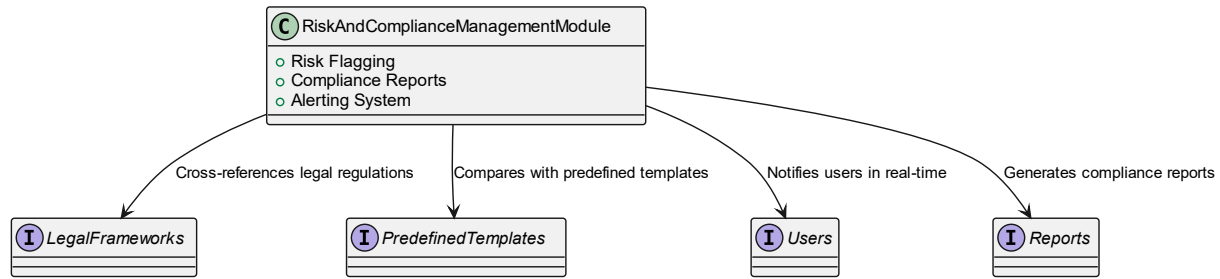 C RiskAndComplianceManagementModule
Risk Flagging
Compliance Reports
Alerting System
Cross-references legal regulations
Compares with predefined templates
Notifies users in real-time
Generates compliance reports
I LegalFrameworks
I PredefinedTemplates
I Users
I Reports